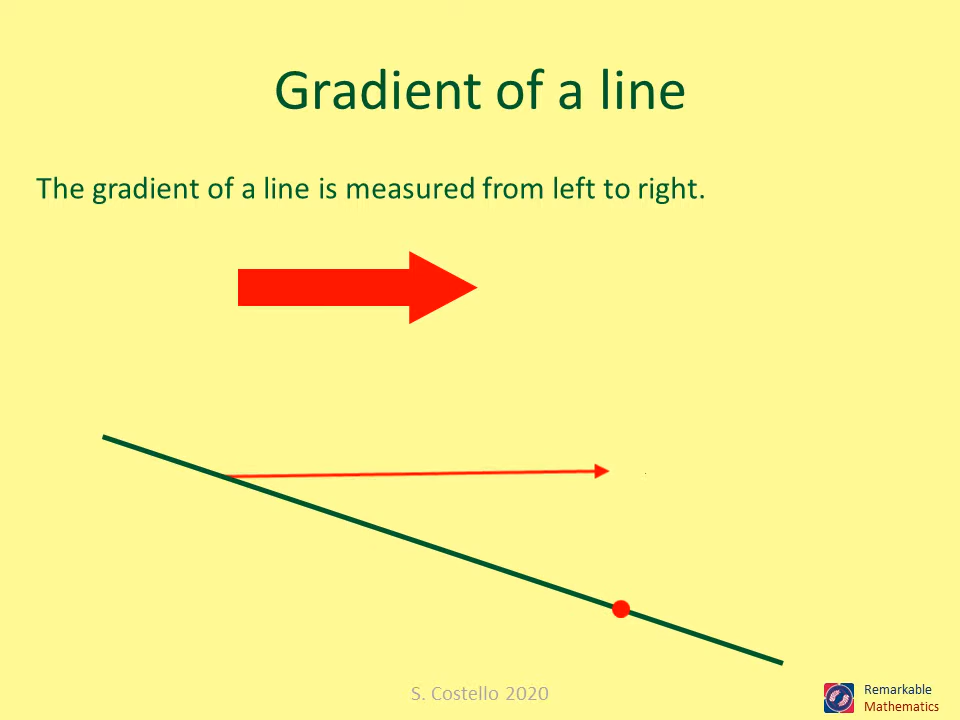 Gradient of a line
The gradient of a line is measured from left to right.
S. Costello 2020
Remarkable
Mathematics